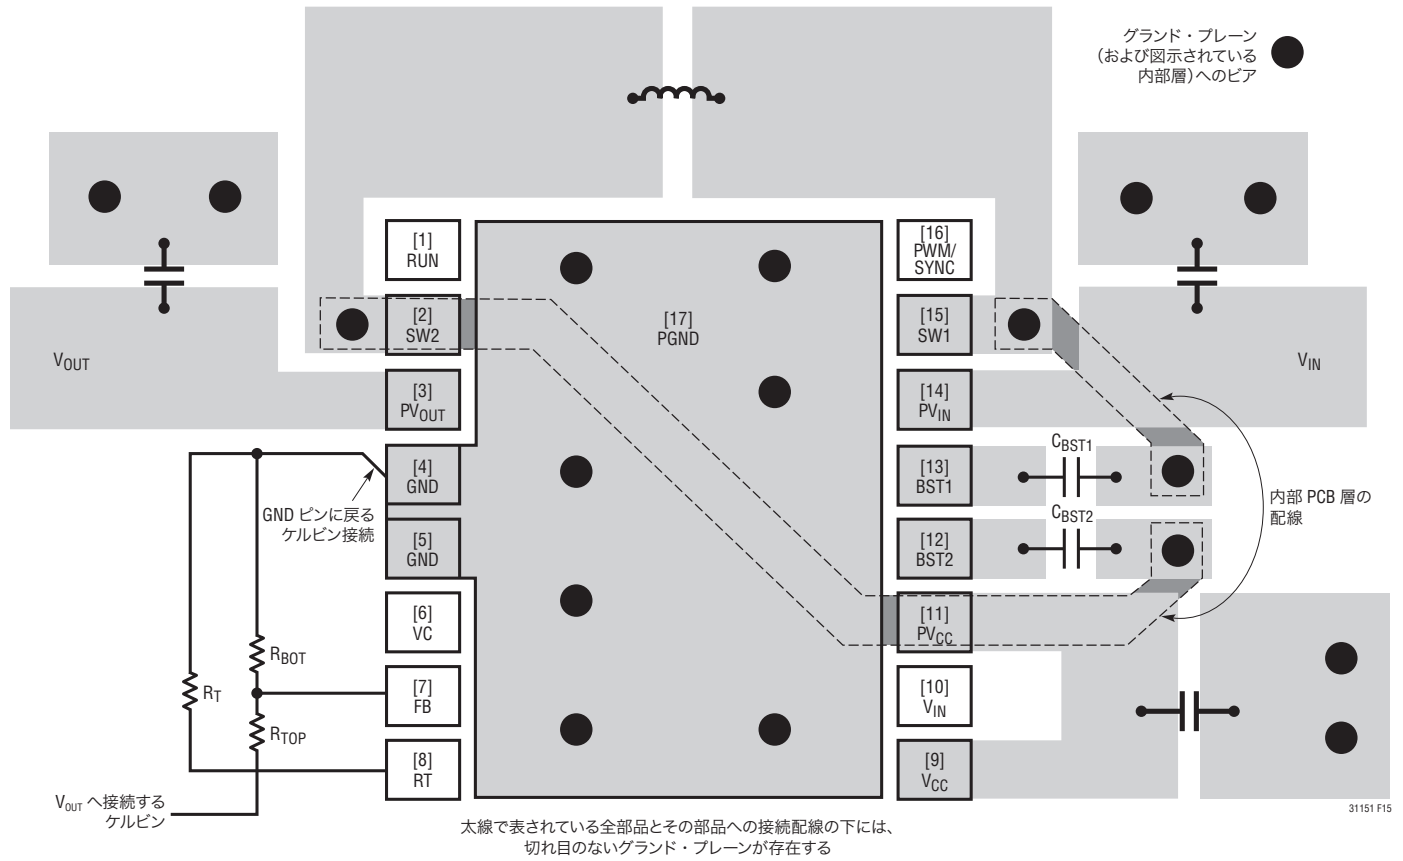 グランド・プレーン
(および図示されている
内部層)へのビア
[1]
RUN
[16]
PWM/
SYNC
[2]
SW2
[17]
PGND
[15]
SW1
VOUT
VIN
[3]
PVOUT
[14]
PVIN
[4]
GND
[13]
BST1
CBST1
GND ピンに戻る
ケルビン接続
内部 PCB 層の
配線
[5]
GND
[12]
BST2
CBST2
[6]
VC
[11]
PVCC
RBOT
RT
[7]
FB
[10]
VIN
RTOP
[8]
RT
[9]
VCC
VOUT へ接続する
ケルビン
31151 F15
太線で表されている全部品とその部品への接続配線の下には、
切れ目のないグランド・プレーンが存在する